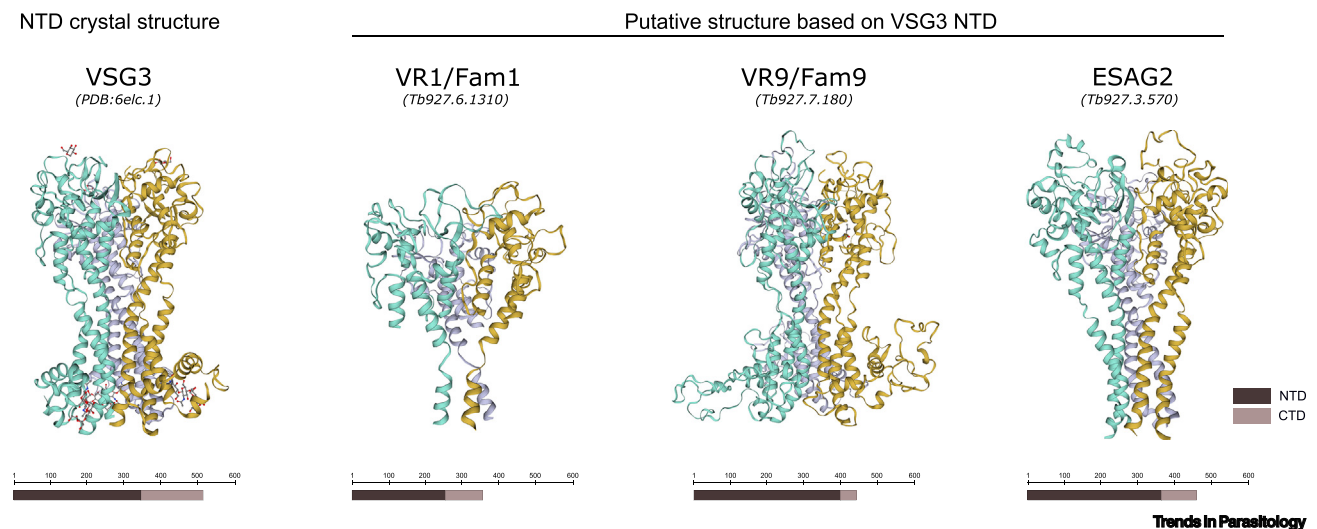 NTD crystal structure
Putative structure based on VSG3 NTD
VSG3
(PDB:6elc.1)
VR1/Fam1
(Tb927.6.1310)
VR9/Fam9
(Tb927.7.180)
ESAG2
(Tb927.3.570)
NTD
CTD
1 100 200 300 400 500 600
1 100 200 300 400 500 600
1 100 200 300 400 500 600
1 100 200 300 400 500 600
Trends in Parasitology